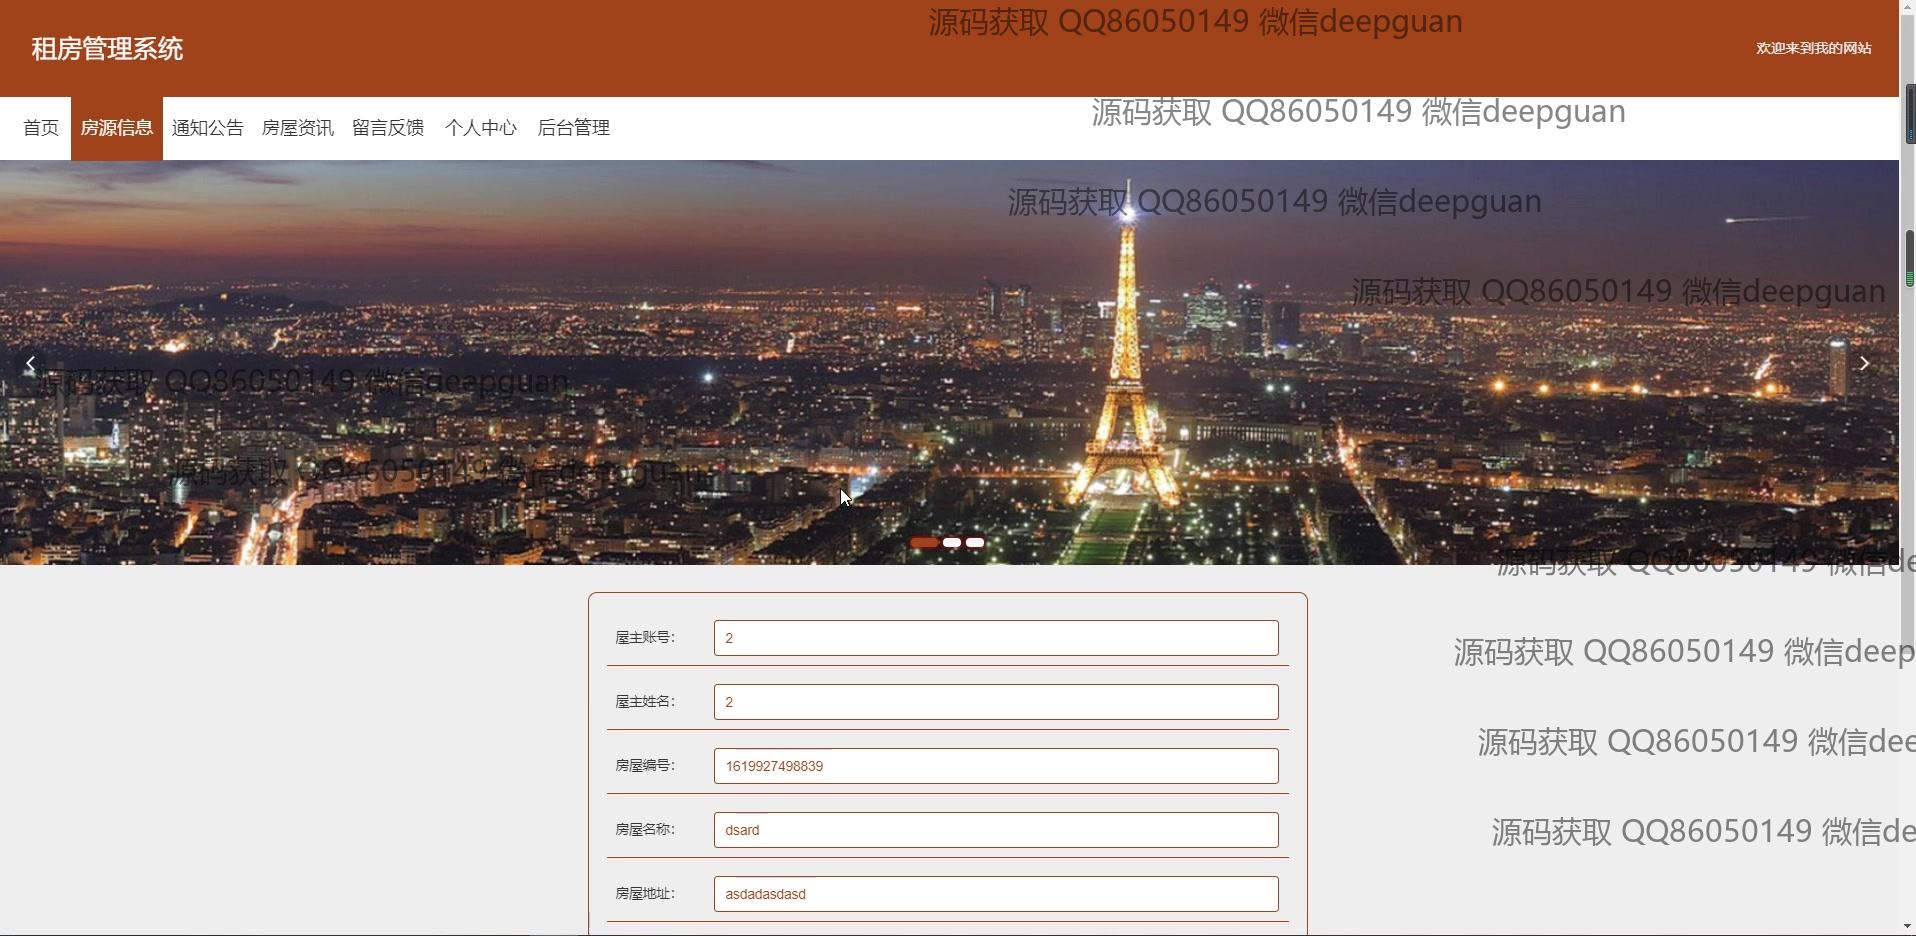 源码获取 QQ86050149 微信deepguan
租房管理系统
欢迎来到我的网站
源码获取 QQ86050149 微信deepguan
首页 房源信息 通知公告 房屋资讯 留言反馈 个人中心 后台管理
源码获取 QQ86050149 微信deepguan
源码获取 QQ86050149 微信deepguan
源码获取 QQ86050149 微信deepguan
源码获取 QQ86050149 微信deepguan
源码获取 QQ86050149 微信de
屋主账号： 2
源码获取 QQ86050149 微信deep
屋主姓名： 2
源码获取 QQ86050149 微信dee
房屋编号： 1619927498839
房屋名称： dsard
源码获取 QQ86050149 微信de
房屋地址： asdadasdasd